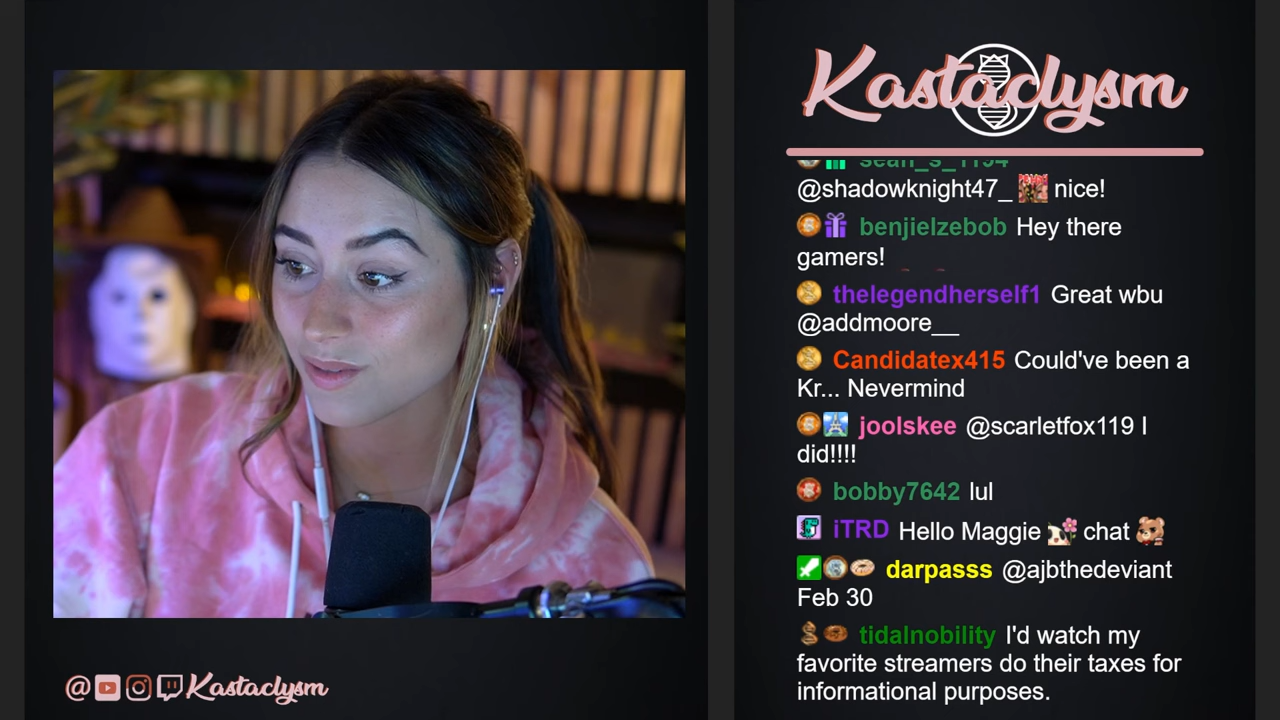 Kastaclysm
sean_s_1194
@shadowknight47_ nice!
benjielzebob Hey there
gamers!
thelegendherself1 Great wbu
@addmoore__
Candidatex415 Could've been a
Kr... Nevermind
joolskee @scarletfox119 I
did!!!!
bobby7642 lul
iTRD Hello Maggie chat
darpasss @ajbthedeviant
Feb 30
tidalnobility I'd watch my
favorite streamers do their taxes for
informational purposes.
@ Kastaclysm